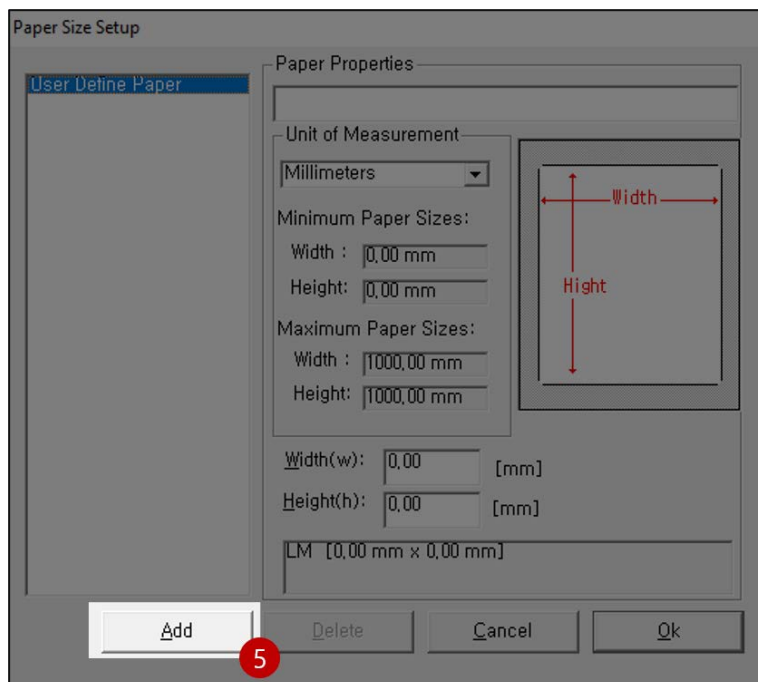 Paper Size Setup
User Define Paper
Paper Properties
Unit of Measurement
Millimeters
Minimum Paper Sizes:
Width : 0,00 mm
Height: 0,00 mm
Maximum Paper Sizes:
Width : 1000,00 mm
Height: 1000,00 mm
Width
Hight
Width(w): 0,00 [mm]
Height(h): 0,00 [mm]
LM [0,00 mm x 0,00 mm]
Add
Delete
Cancel
Ok
5